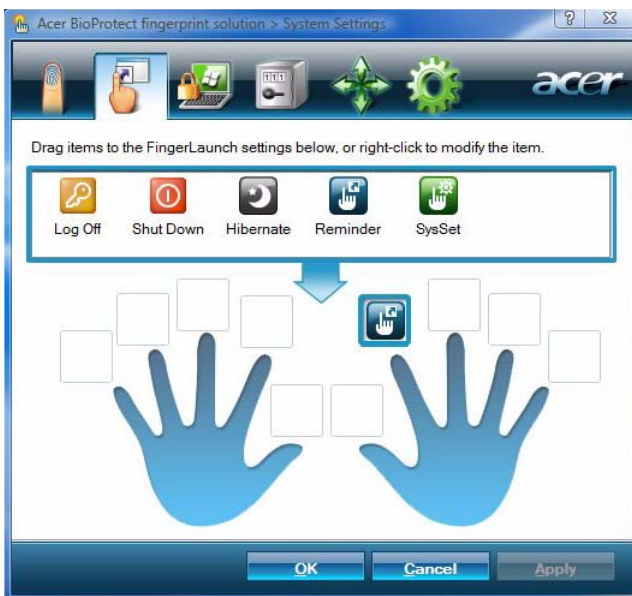 Acer BioProtect fingerprint solution > System Settings
acer
Drag items to the FingerLaunch settings below, or right-click to modify the item.
Log Off Shut Down Hibernate Reminder SysSet
OK Cancel Apply